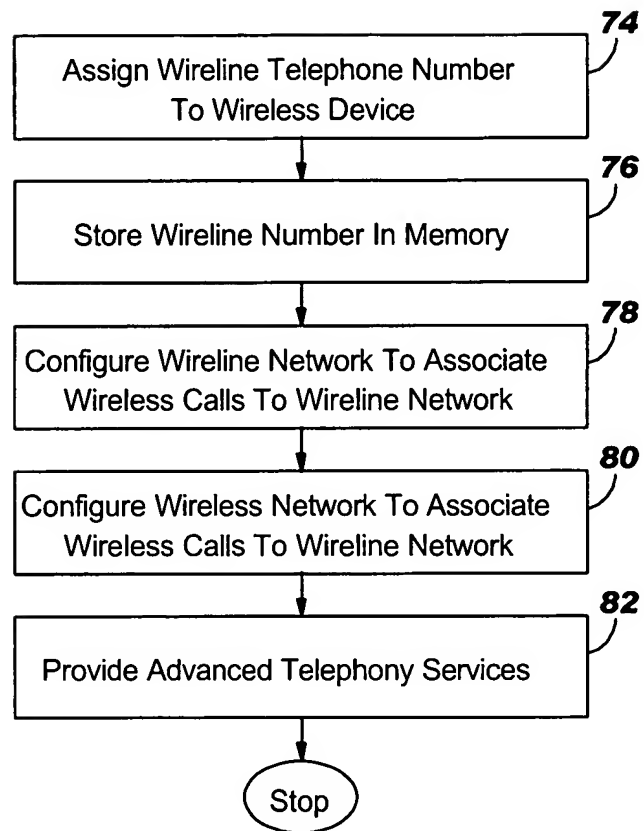 74
Assign Wireline Telephone Number
To Wireless Device
76
Store Wireline Number In Memory
78
Configure Wireline Network To Associate
Wireless Calls To Wireline Network
80
Configure Wireless Network To Associate
Wireless Calls To Wireline Network
82
Provide Advanced Telephony Services
Stop